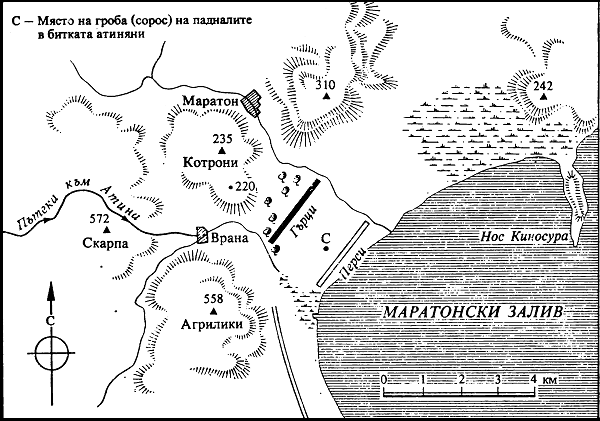 С – Място на гроба (сорос) на падналите
в битката атиняни
310
242
Маратон
235
Котрони
220
Пътеки към Атина
572
Скарпа
Врана
Гърци
С
Перси
Нос Киносура
558
Агрилики
МАРАТОНСКИ ЗАЛИВ
С
0 1 2 3 4 км